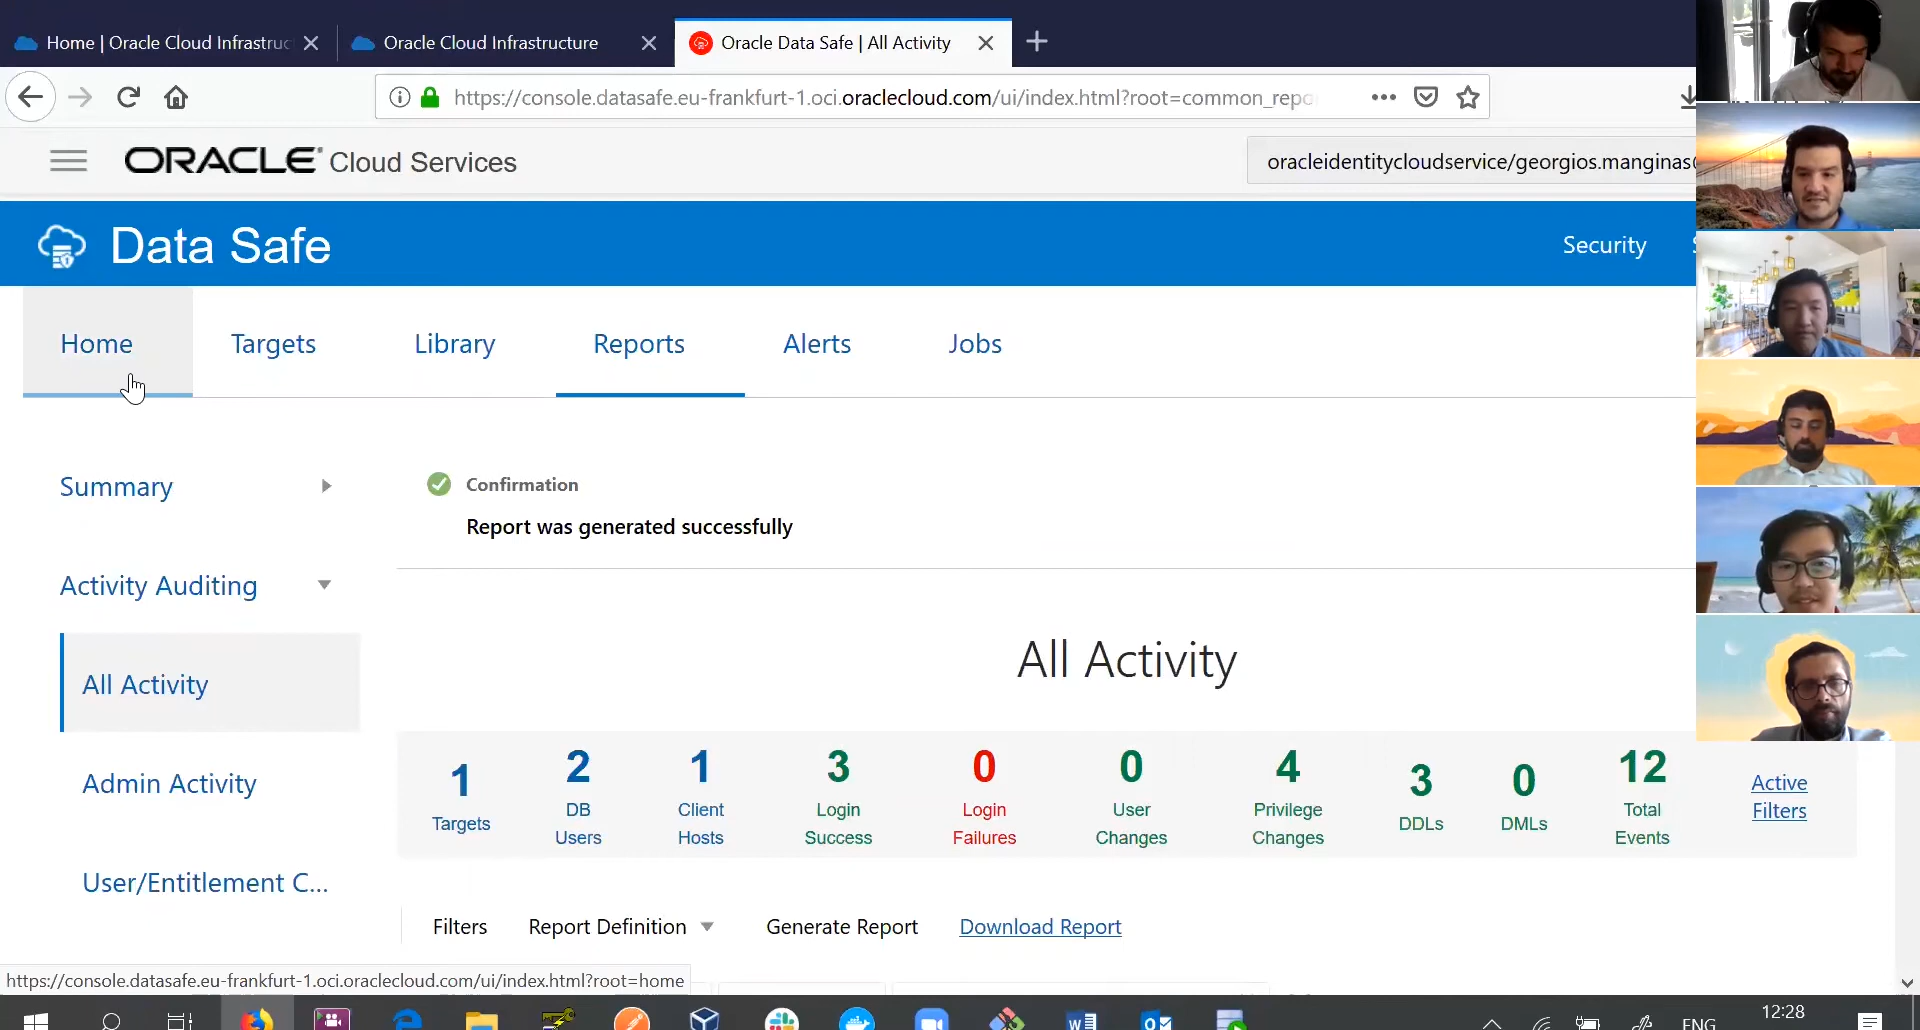 Home | Oracle Cloud Infrastruc
Oracle Cloud Infrastructure
Oracle Data Safe | All Activity
https://console.datasafe.eu-frankfurt-1.oci.oraclecloud.com/ui/index.html?root=common_repo
ORACLE Cloud Services
oracleidentitycloudservice/georgios.manginas
Data Safe
Security
Home
Targets
Library
Reports
Alerts
Jobs
Summary
Activity Auditing
All Activity
Admin Activity
User/Entitlement C...
Confirmation
Report was generated successfully
All Activity
1 Targets
2 DB Users
1 Client Hosts
3 Login Success
0 Login Failures
0 User Changes
4 Privilege Changes
3 DDLs
0 DMLs
12 Total Events
Active Filters
Filters
Report Definition
Generate Report
Download Report
https://console.datasafe.eu-frankfurt-1.oci.oraclecloud.com/ui/index.html?root=home
ENG
12:28